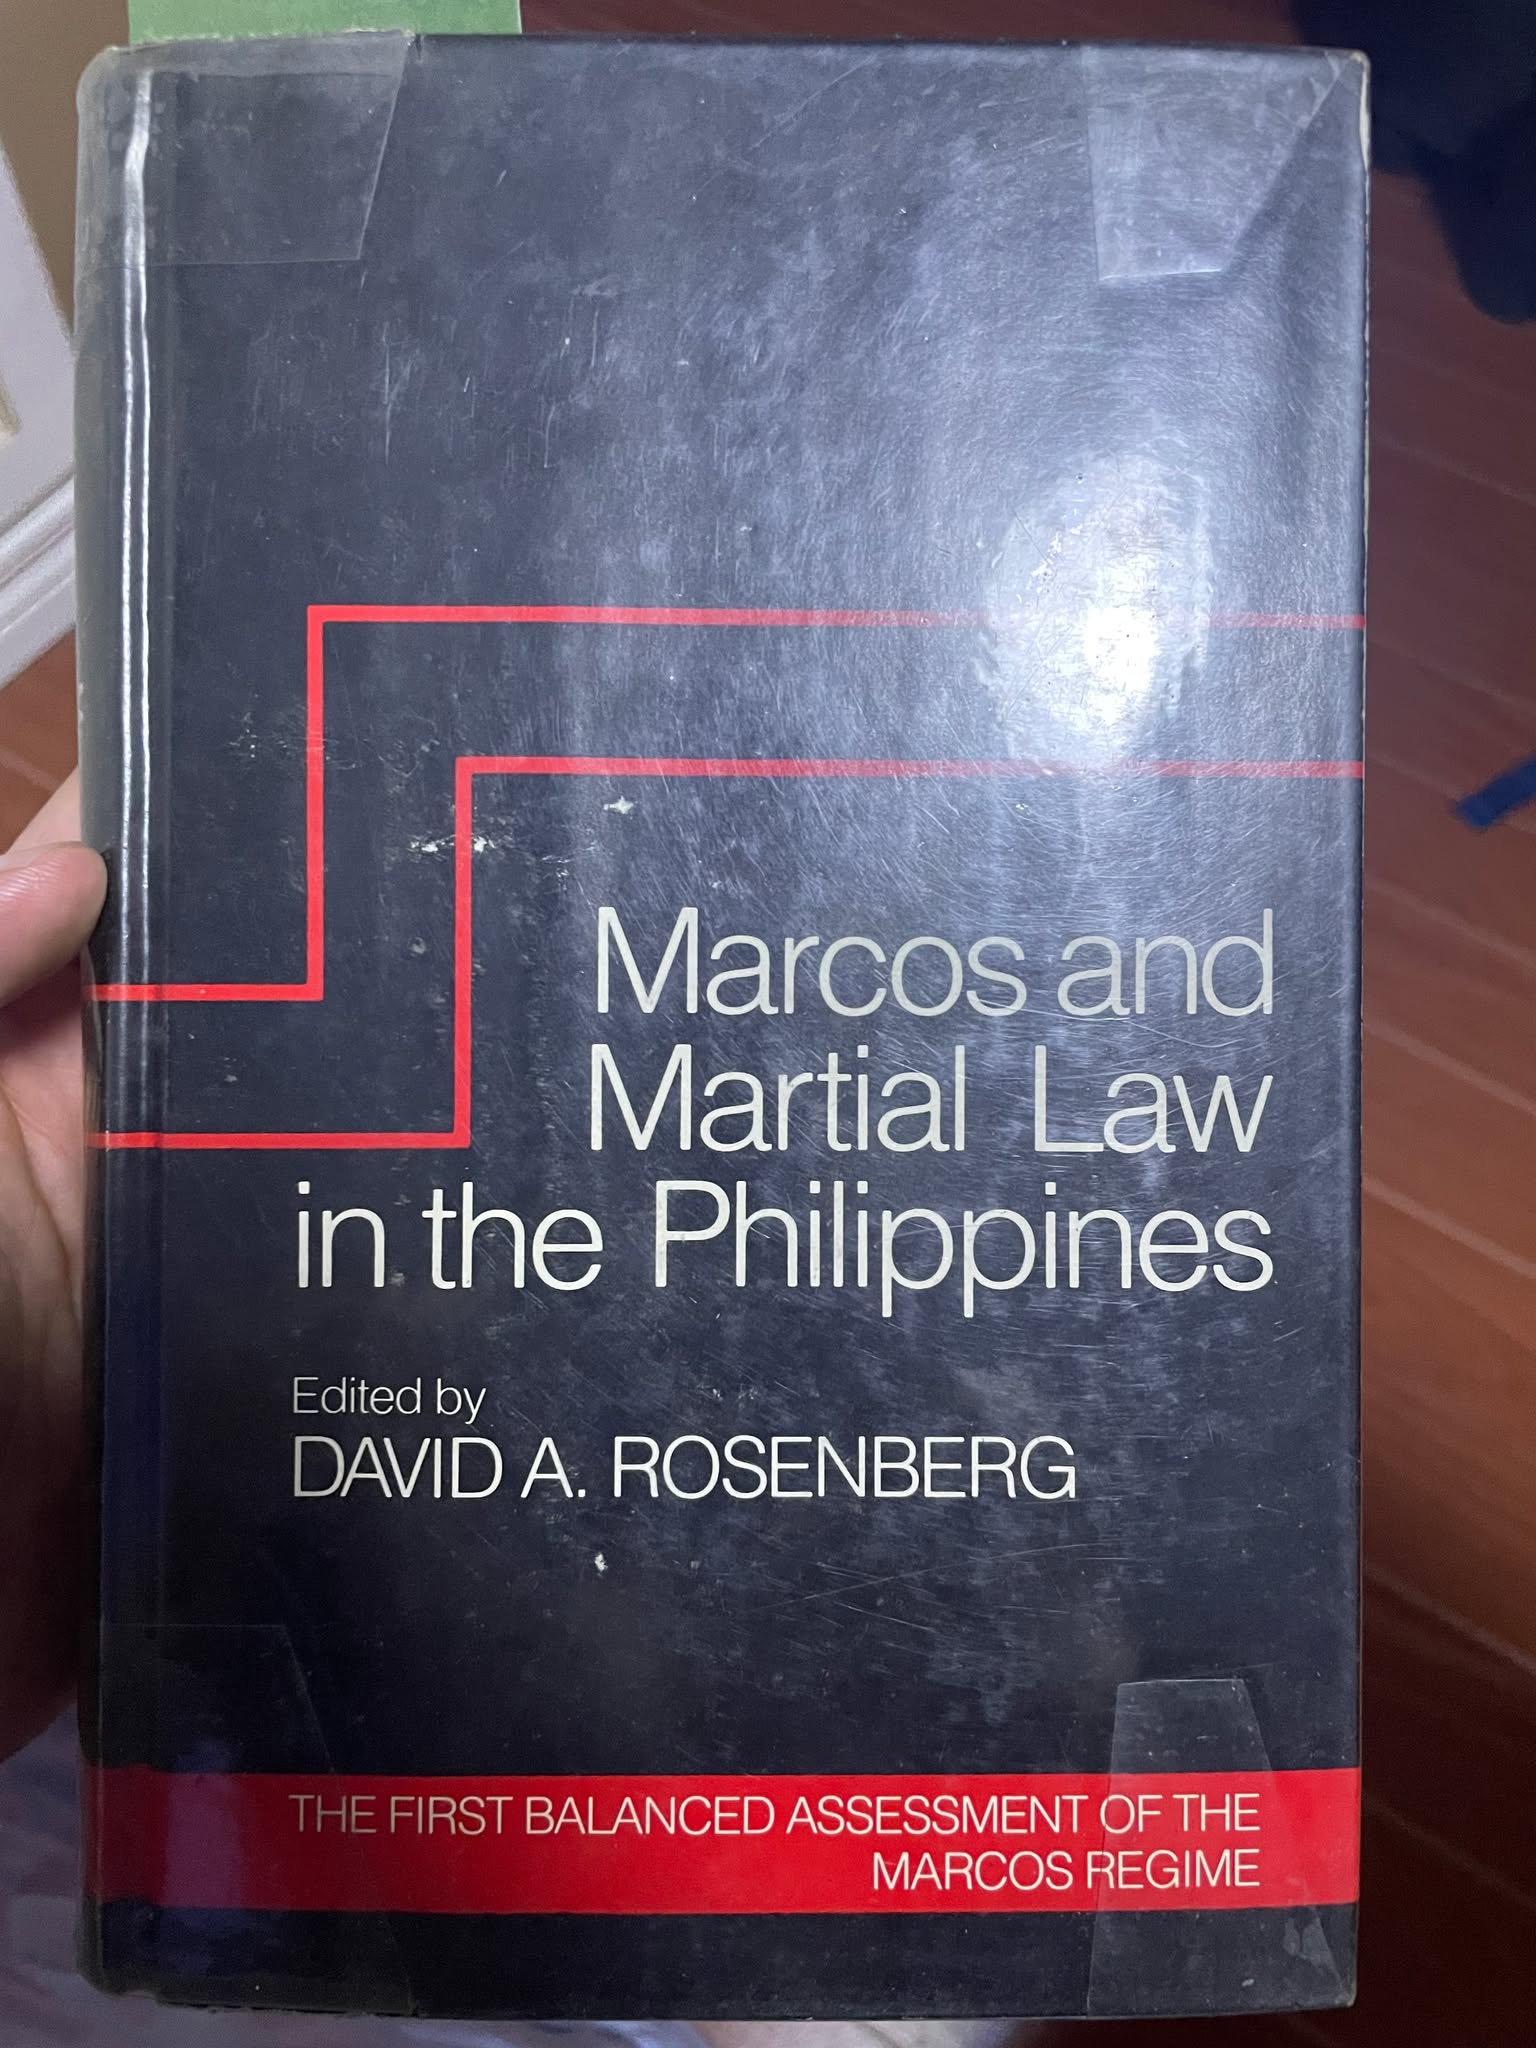 Marcos and
Martial Law
in the Philippines
Edited by
DAVID A. ROSENBERG
THE FIRST BALANCED ASSESSMENT OF THE
MARCOS REGIME